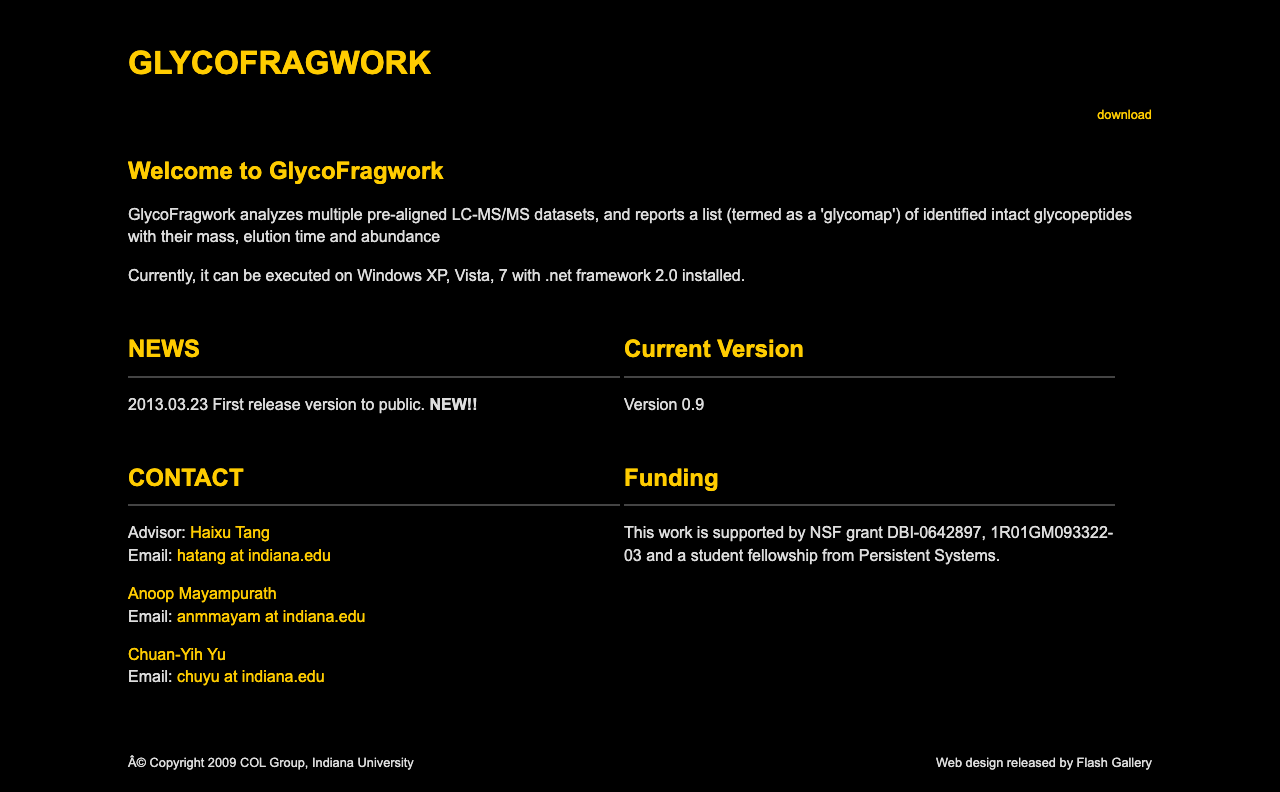 GLYCOFRAGWORK
download
Welcome to GlycoFragwork
GlycoFragwork analyzes multiple pre-aligned LC-MS/MS datasets, and reports a list (termed as a 'glycomap') of identified intact glycopeptides
with their mass, elution time and abundance
Currently, it can be executed on Windows XP, Vista, 7 with .net framework 2.0 installed.
NEWS
2013.03.23 First release version to public. NEW!!
Current Version
Version 0.9
CONTACT
Advisor: Haixu Tang
Email: hatang at indiana.edu
Anoop Mayampurath
Email: anmmayam at indiana.edu
Chuan-Yih Yu
Email: chuyu at indiana.edu
Funding
This work is supported by NSF grant DBI-0642897, 1R01GM093322-
03 and a student fellowship from Persistent Systems.
Â© Copyright 2009 COL Group, Indiana University
Web design released by Flash Gallery